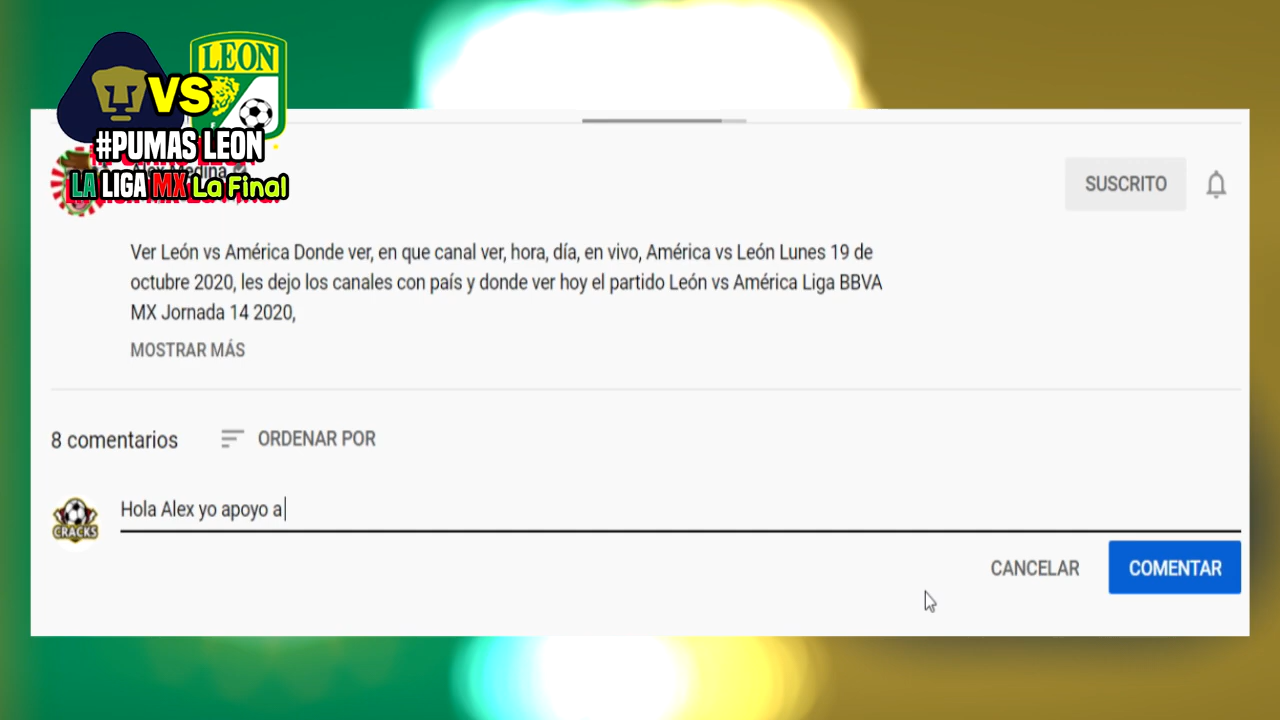 LEON
VS
#PUMAS LEON
Alex Medina
LA LIGA MX La Final
SUSCRITO
Ver León vs América Donde ver, en que canal ver, hora, día, en vivo, América vs León Lunes 19 de
octubre 2020, les dejo los canales con país y donde ver hoy el partido León vs América Liga BBVA
MX Jornada 14 2020,
MOSTRAR MÁS
8 comentarios
ORDENAR POR
CRACKS
Hola Alex yo apoyo a
CANCELAR
COMENTAR